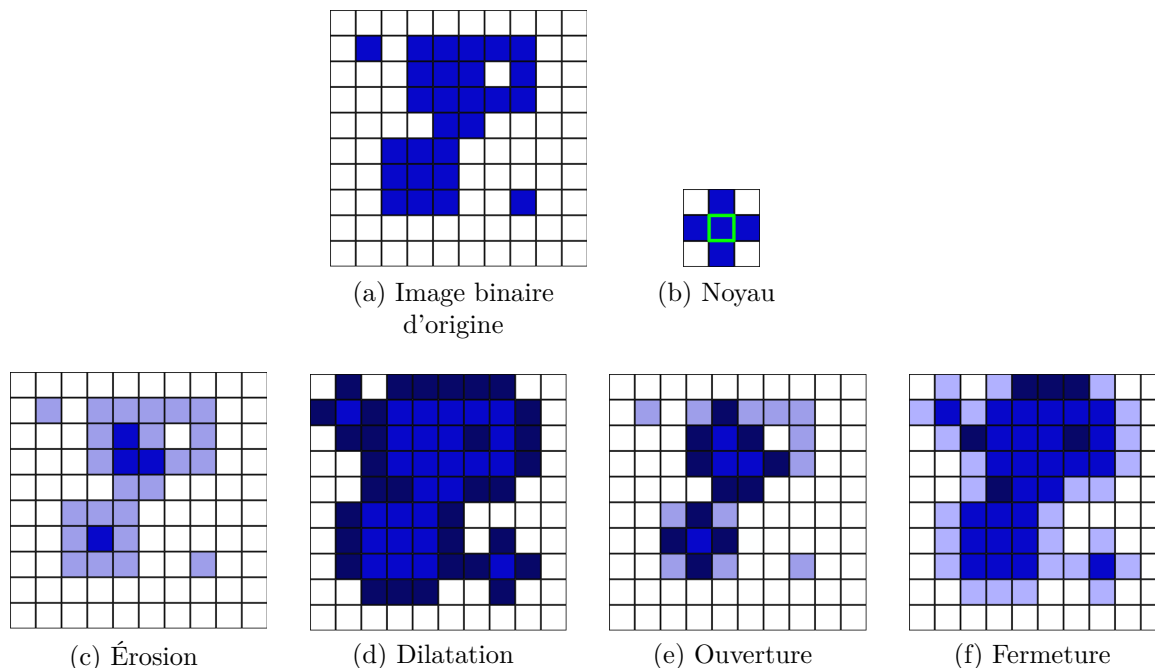 (a) Image binaire
d'origine
(b) Noyau
(c) Érosion
(d) Dilatation
(e) Ouverture
(f) Fermeture